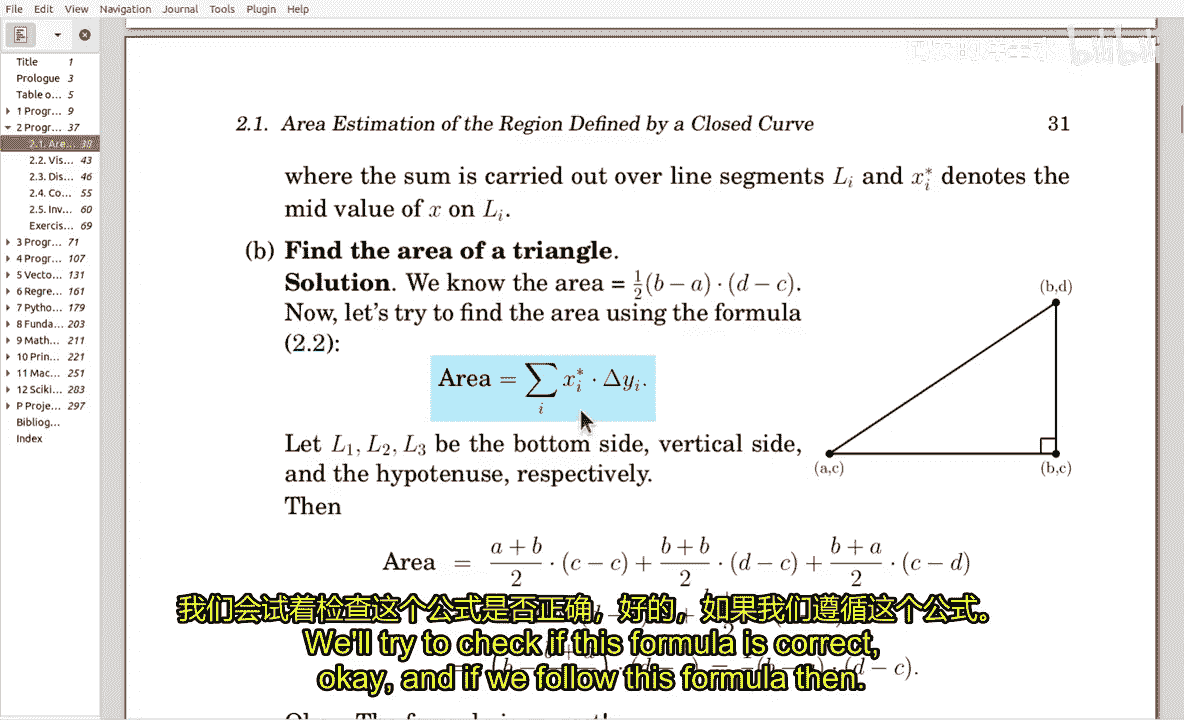 File Edit View Navigation Journal Tools Plugin Help
Title 1
Prologue 3
Table o... 5
1 Progr... 9
2 Progr... 37
2.1. Are... 38
2.2. Vis... 43
2.3. Dis... 46
2.4. Co... 55
2.5. Inv... 60
Exercis... 69
3 Progr... 71
4 Progr... 107
5 Vecto... 131
6 Regre... 161
7 Pytho... 179
8 Funda... 203
9 Math... 211
10 Prin... 221
11 Mac... 251
12 Sciki... 283
P Proje... 297
Bibliog...
Index
2.1. Area Estimation of the Region Defined by a Closed Curve 31
where the sum is carried out over line segments L_i and x_i^* denotes the
mid value of x on L_i.
(b) Find the area of a triangle.
Solution. We know the area = 1/2(b − a) · (d − c).
Now, let's try to find the area using the formula
(2.2):
Area = ∑_i x_i^* · Δy_i.
Let L_1, L_2, L_3 be the bottom side, vertical side,
and the hypotenuse, respectively.
Then
(b,d)
(a,c) (b,c)
Area = (a + b)/2 · (c − c) + (b + b)/2 · (d − c) + (b + a)/2 · (c − d)
我们会试着检查这个公式是否正确，好的，如果我们遵循这个公式。
We'll try to check if this formula is correct,
okay, and if we follow this formula then.
bilibili